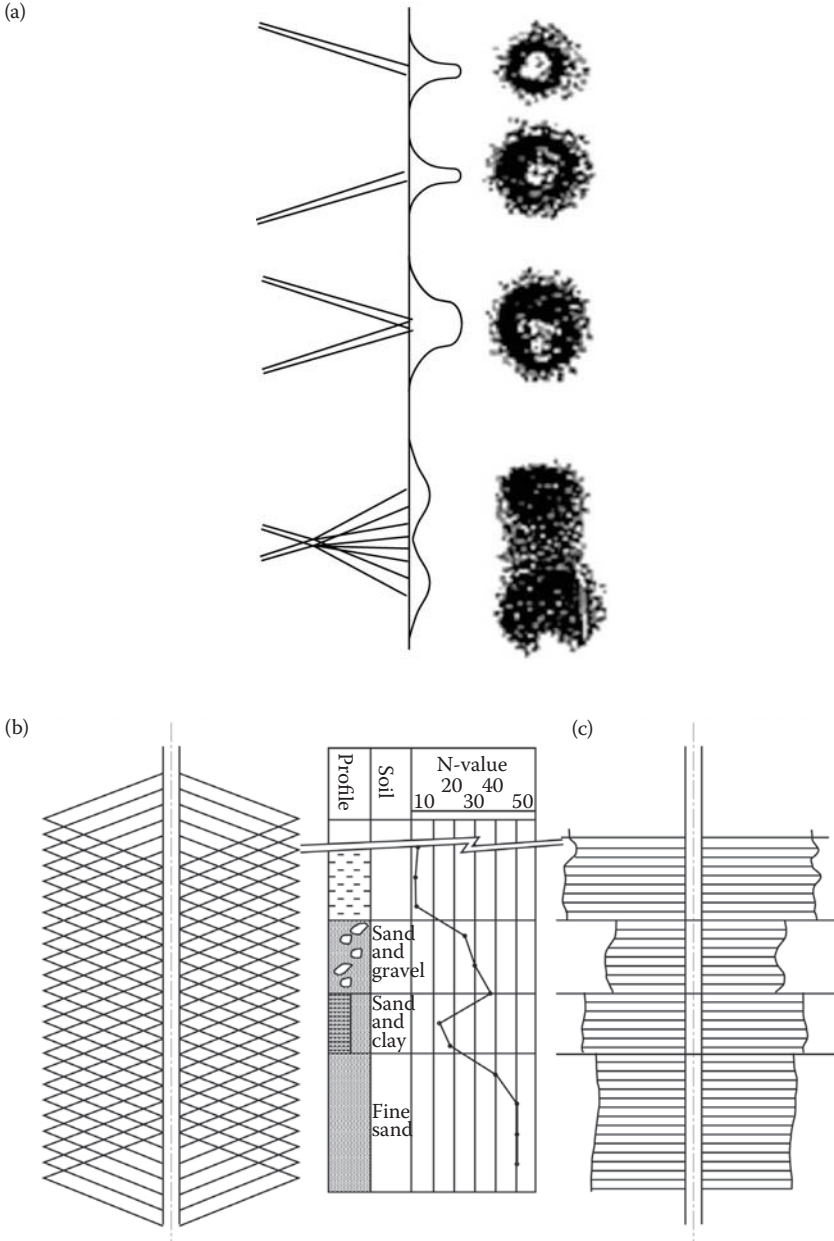 (a)
(b)
(c)
Profile
Soil
N-value
20 40
10 30 50
Sand
and
gravel
Sand
and
clay
Fine
sand